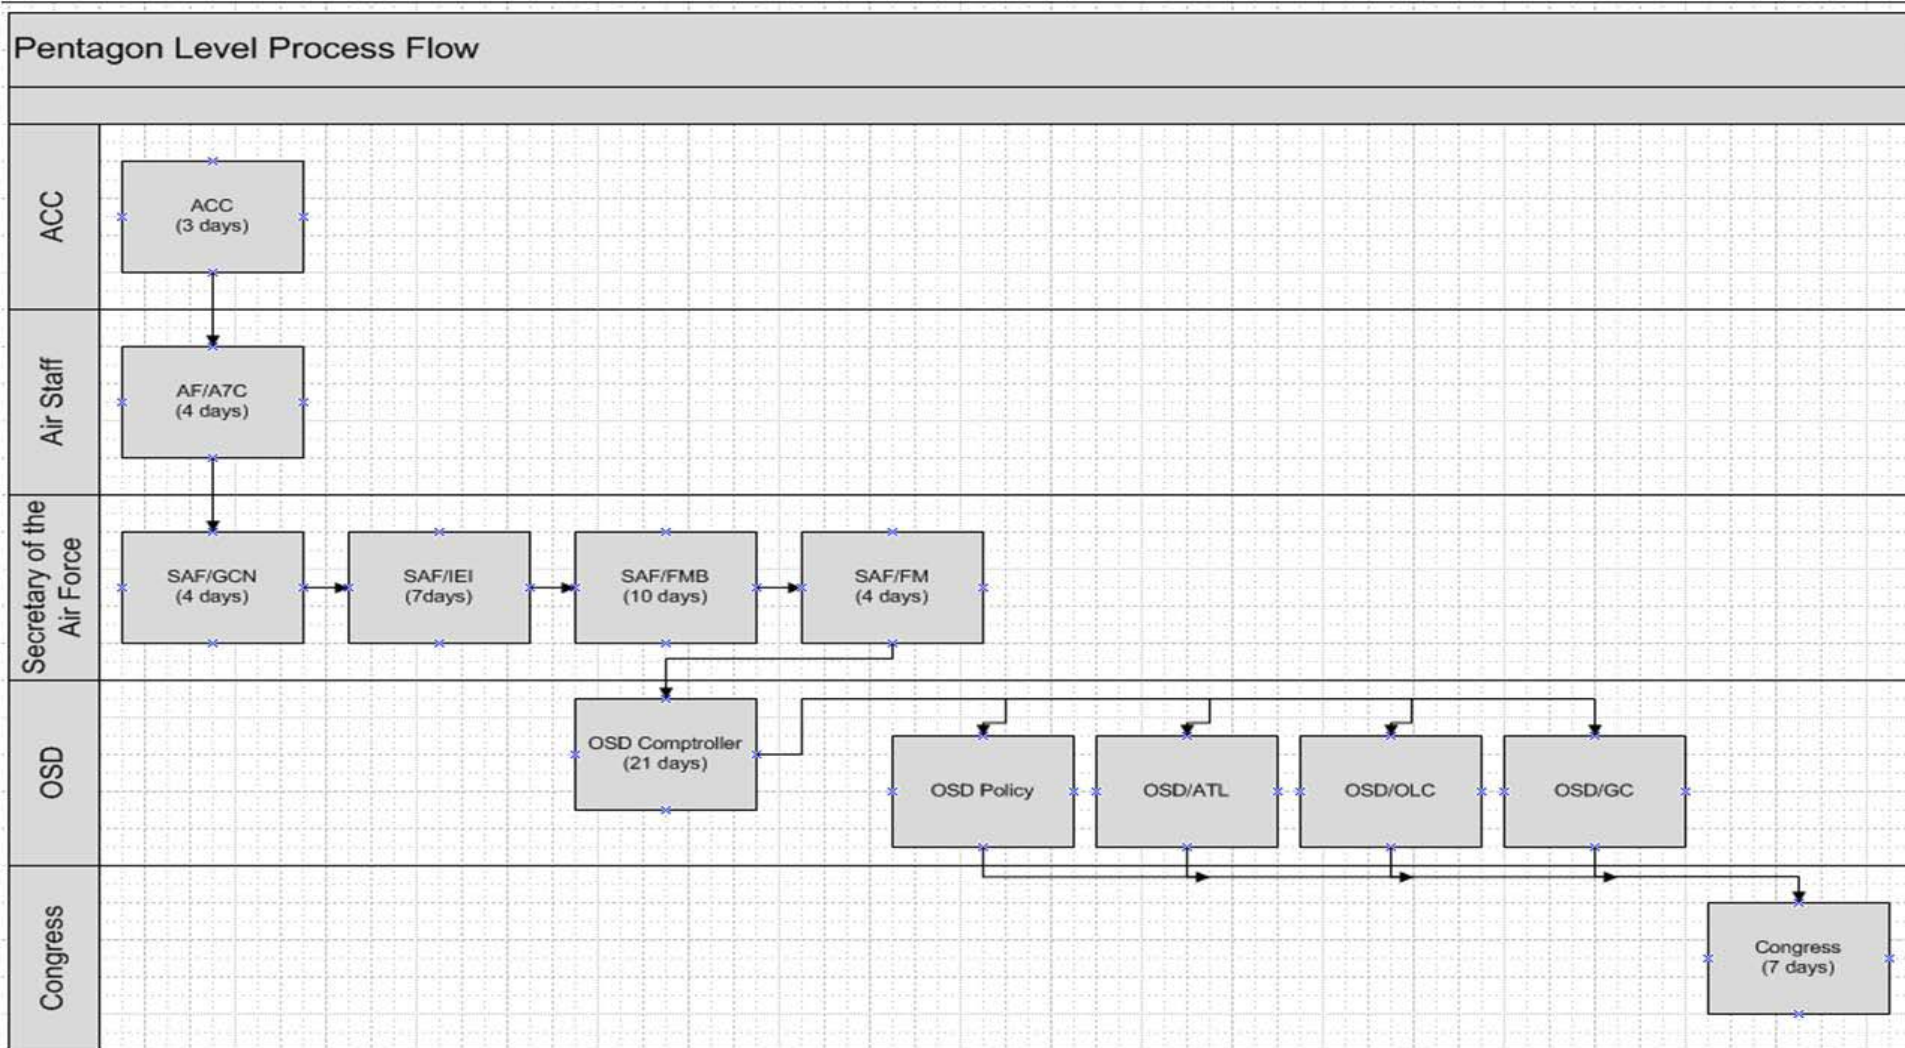 Pentagon Level Process Flow
ACC
ACC
(3 days)
Air Staff
AF/A7C
(4 days)
Secretary of the
Air Force
SAF/GCN
(4 days)
SAF/IEI
(7days)
SAF/FMB
(10 days)
SAF/FM
(4 days)
OSD
OSD Comptroller
(21 days)
OSD Policy
OSD/ATL
OSD/OLC
OSD/GC
Congress
Congress
(7 days)